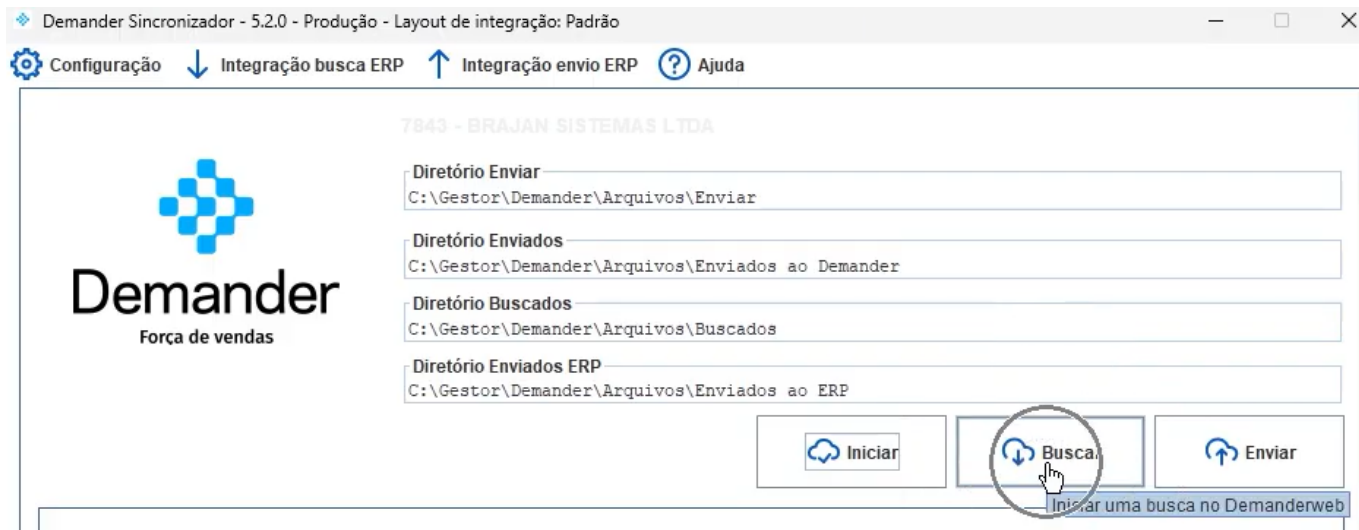 Demander Sincronizador - 5.2.0 - Produção - Layout de integração: Padrão
Configuração Integração busca ERP Integração envio ERP Ajuda
7843 - BRAJAN SISTEMAS LTDA
Diretório Enviar
C:\Gestor\Demander\Arquivos\Enviar
Diretório Enviados
C:\Gestor\Demander\Arquivos\Enviados ao Demander
Diretório Buscados
C:\Gestor\Demander\Arquivos\Buscados
Diretório Enviados ERP
C:\Gestor\Demander\Arquivos\Enviados ao ERP
Demander
Força de vendas
Iniciar Busca Enviar
Iniciar uma busca no Demanderweb